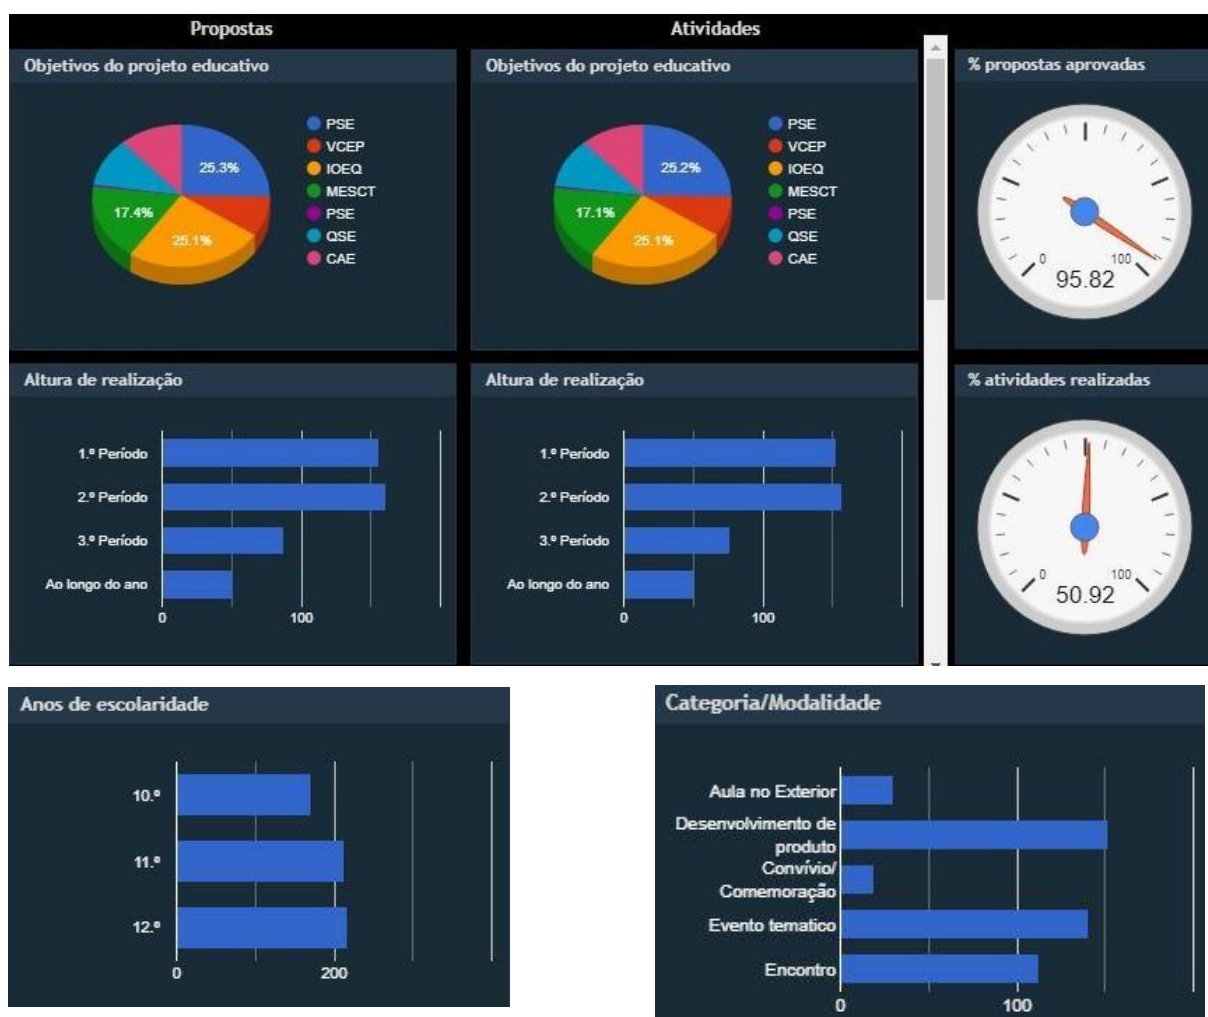 Propostas
Atividades
Objetivos do projeto educativo
25.3%
17.4%
25.1%
PSE
VCEP
IOEQ
MESCT
PSE
QSE
CAE
Objetivos do projeto educativo
25.2%
17.1%
25.1%
PSE
VCEP
IOEQ
MESCT
PSE
QSE
CAE
% propostas aprovadas
0
100
95.82
Altura de realização
1.º Período
2.º Período
3.º Período
Ao longo do ano
0
100
Altura de realização
1.º Período
2.º Período
3.º Período
Ao longo do ano
0
100
% atividades realizadas
0
100
50.92
Anos de escolaridade
10.º
11.º
12.º
0
200
Categoria/Modalidade
Aula no Exterior
Desenvolvimento de
produto
Convívio/
Comemoração
Evento tematico
Encontro
0
100